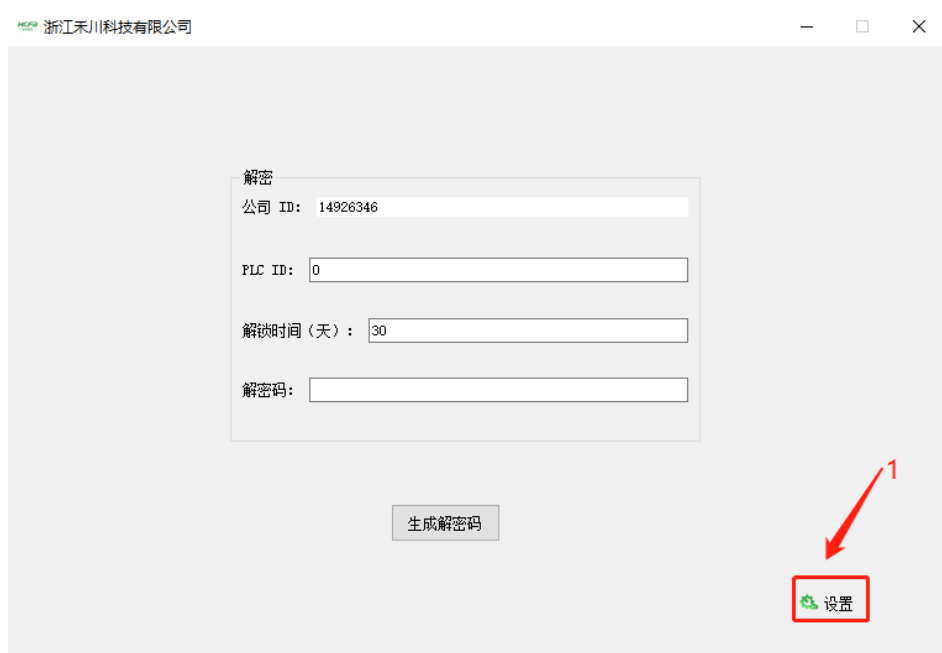 HCFA 浙江禾川科技有限公司
解密
公司 ID: 14926346
PLC ID: 0
解锁时间（天）: 30
解密码:
1
生成解密码
设置